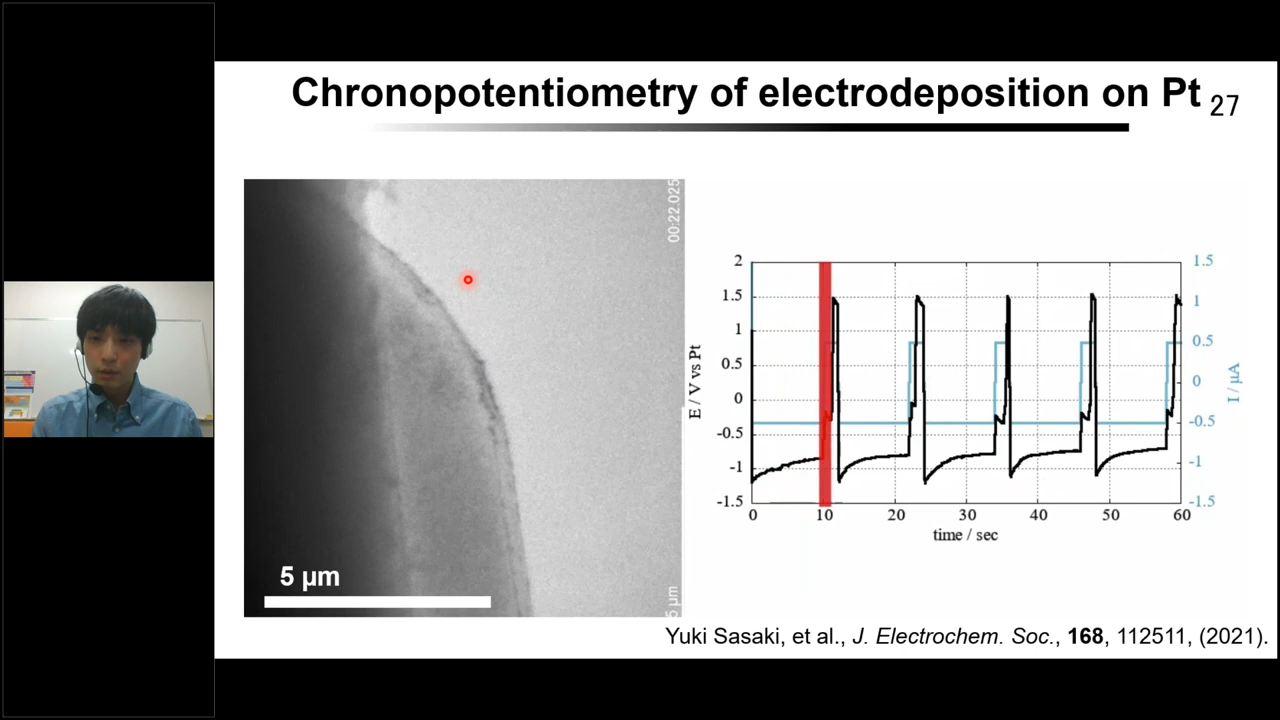 Chronopotentiometry of electrodeposition on Pt
27
00:22.025
5 µm
5 µm
E / V vs Pt
2
1.5
1
0.5
0
-0.5
-1
-1.5
1.5
1
0.5
0
-0.5
-1
-1.5
I / µA
0 10 20 30 40 50 60
time / sec
Yuki Sasaki, et al., J. Electrochem. Soc., 168, 112511, (2021).